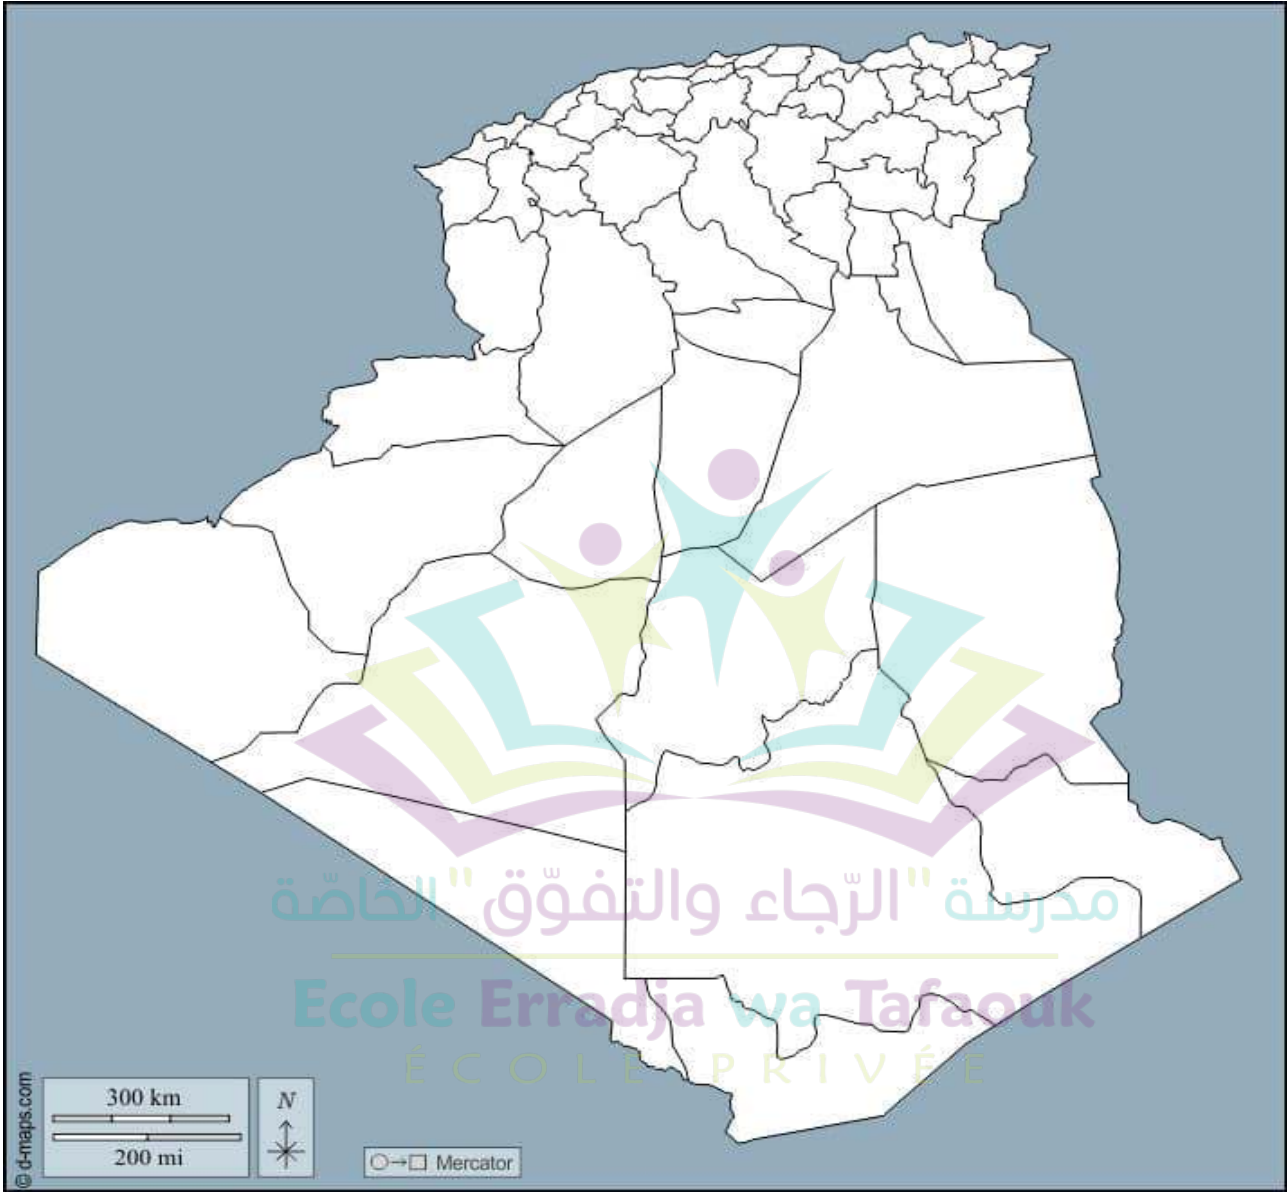 مدرسة "الرّجاء والتفوّق" الخاصّة
Ecole Erradja wa Tafaouk
ÉCOLE PRIVÉE
© d-maps.com
300 km
200 mi
N
Mercator